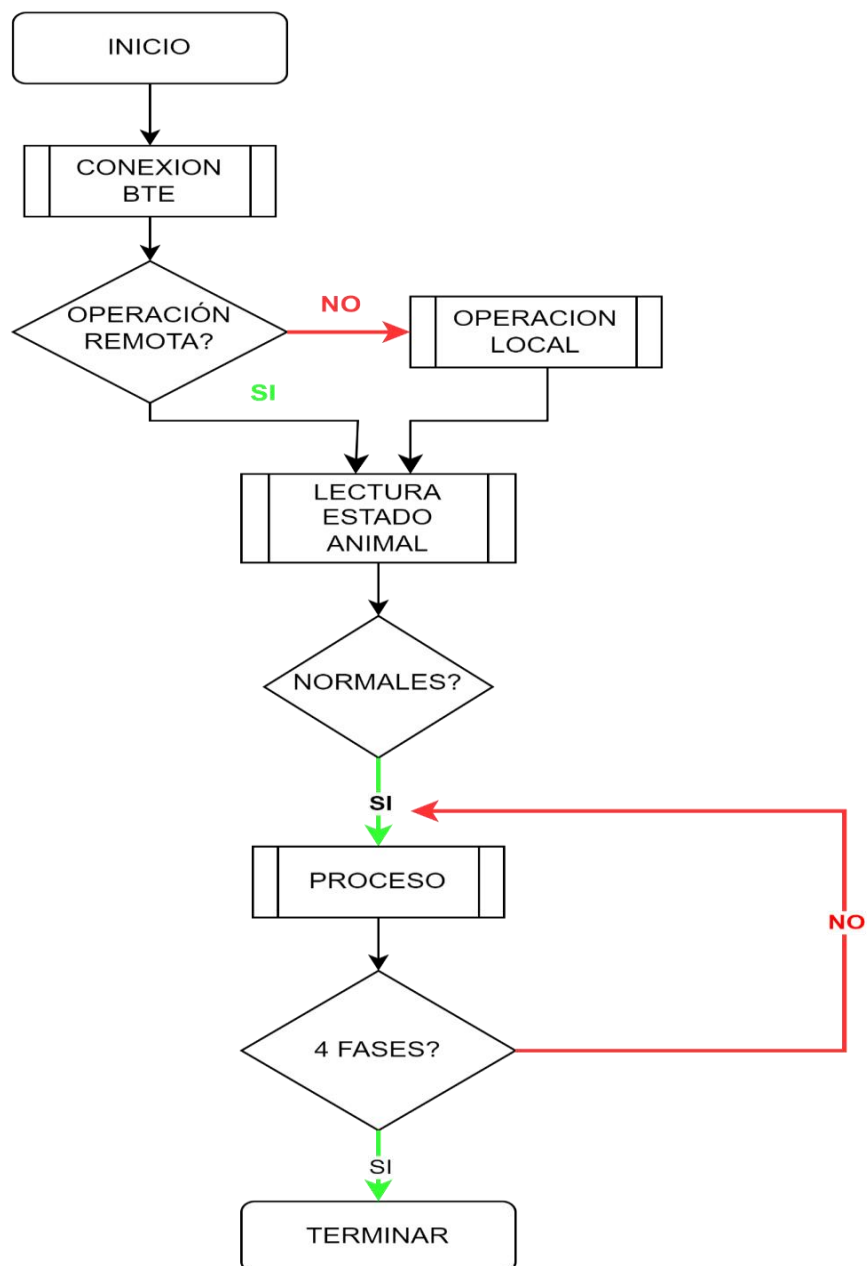 INICIO
CONEXION
BTE
OPERACIÓN
REMOTA?
NO
OPERACION
LOCAL
SI
LECTURA
ESTADO
ANIMAL
NORMALES?
SI
PROCESO
NO
4 FASES?
SI
TERMINAR